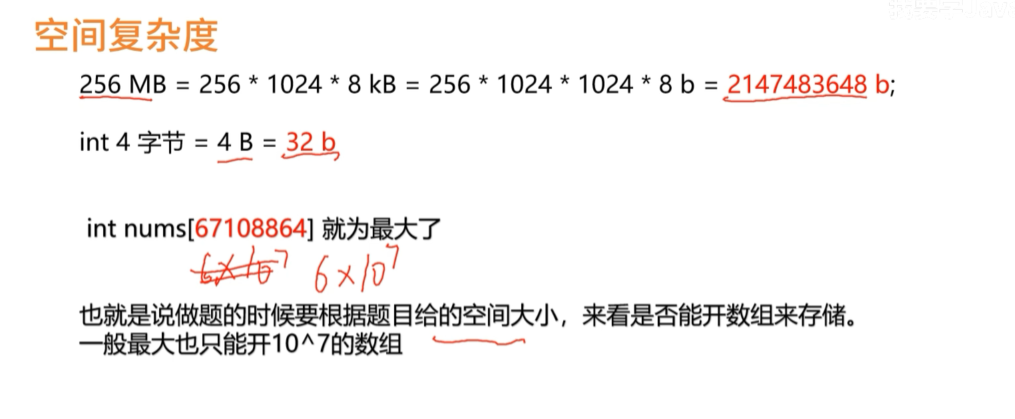 空间复杂度
256 MB = 256 * 1024 * 8 kB = 256 * 1024 * 1024 * 8 b = 2147483648 b;
int 4 字节 = 4 B = 32 b
int nums[67108864] 就为最大了
6×10^7 6×10^7
也就是说做题的时候要根据题目给的空间大小，来看是否能开数组来存储。
一般最大也只能开10^7的数组